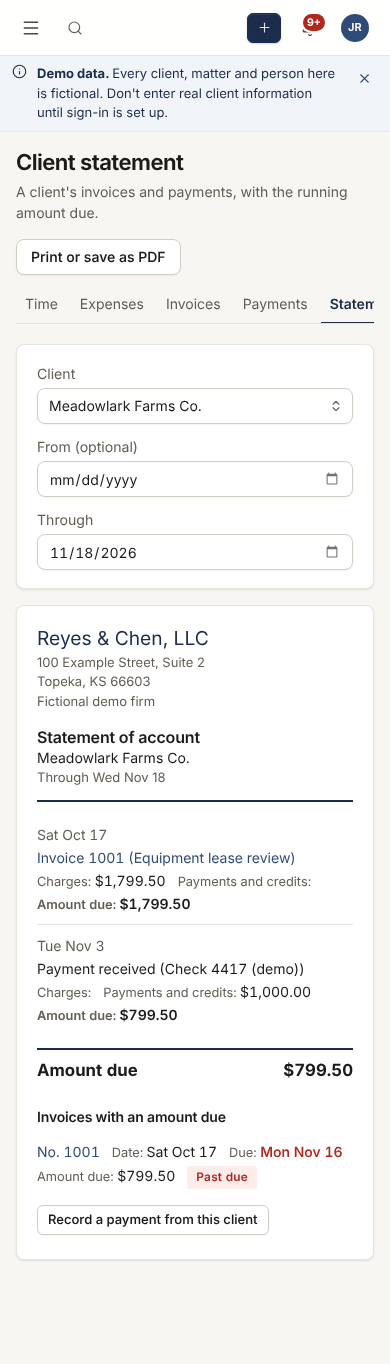 9+
JR
Demo data. Every client, matter and person here
is fictional. Don't enter real client information
until sign-in is set up.
Client statement
A client's invoices and payments, with the running
amount due.
Print or save as PDF
Time Expenses Invoices Payments Statem
Client
Meadowlark Farms Co.
From (optional)
mm/dd/yyyy
Through
11/18/2026
Reyes & Chen, LLC
100 Example Street, Suite 2
Topeka, KS 66603
Fictional demo firm
Statement of account
Meadowlark Farms Co.
Through Wed Nov 18
Sat Oct 17
Invoice 1001 (Equipment lease review)
Charges: $1,799.50 Payments and credits:
Amount due: $1,799.50
Tue Nov 3
Payment received (Check 4417 (demo))
Charges: Payments and credits: $1,000.00
Amount due: $799.50
Amount due $799.50
Invoices with an amount due
No. 1001 Date: Sat Oct 17 Due: Mon Nov 16
Amount due: $799.50 Past due
Record a payment from this client